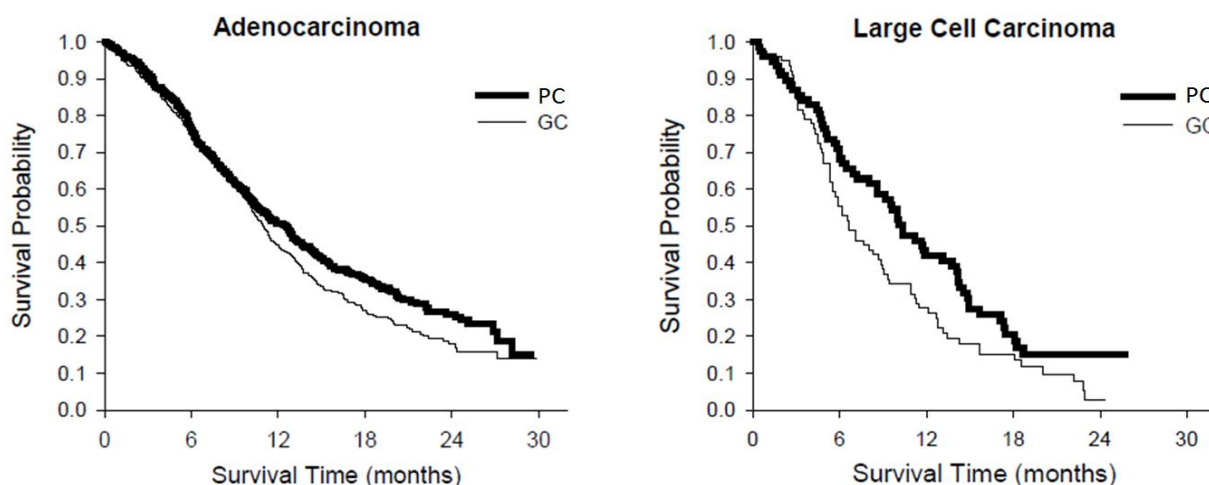 Adenocarcinoma
1.0
0.9
0.8
0.7
0.6
0.5
0.4
0.3
0.2
0.1
0.0
Survival Probability
PC
GC
0 6 12 18 24 30
Survival Time (months)
Large Cell Carcinoma
1.0
0.9
0.8
0.7
0.6
0.5
0.4
0.3
0.2
0.1
0.0
Survival Probability
PC
GC
0 6 12 18 24 30
Survival Time (months)